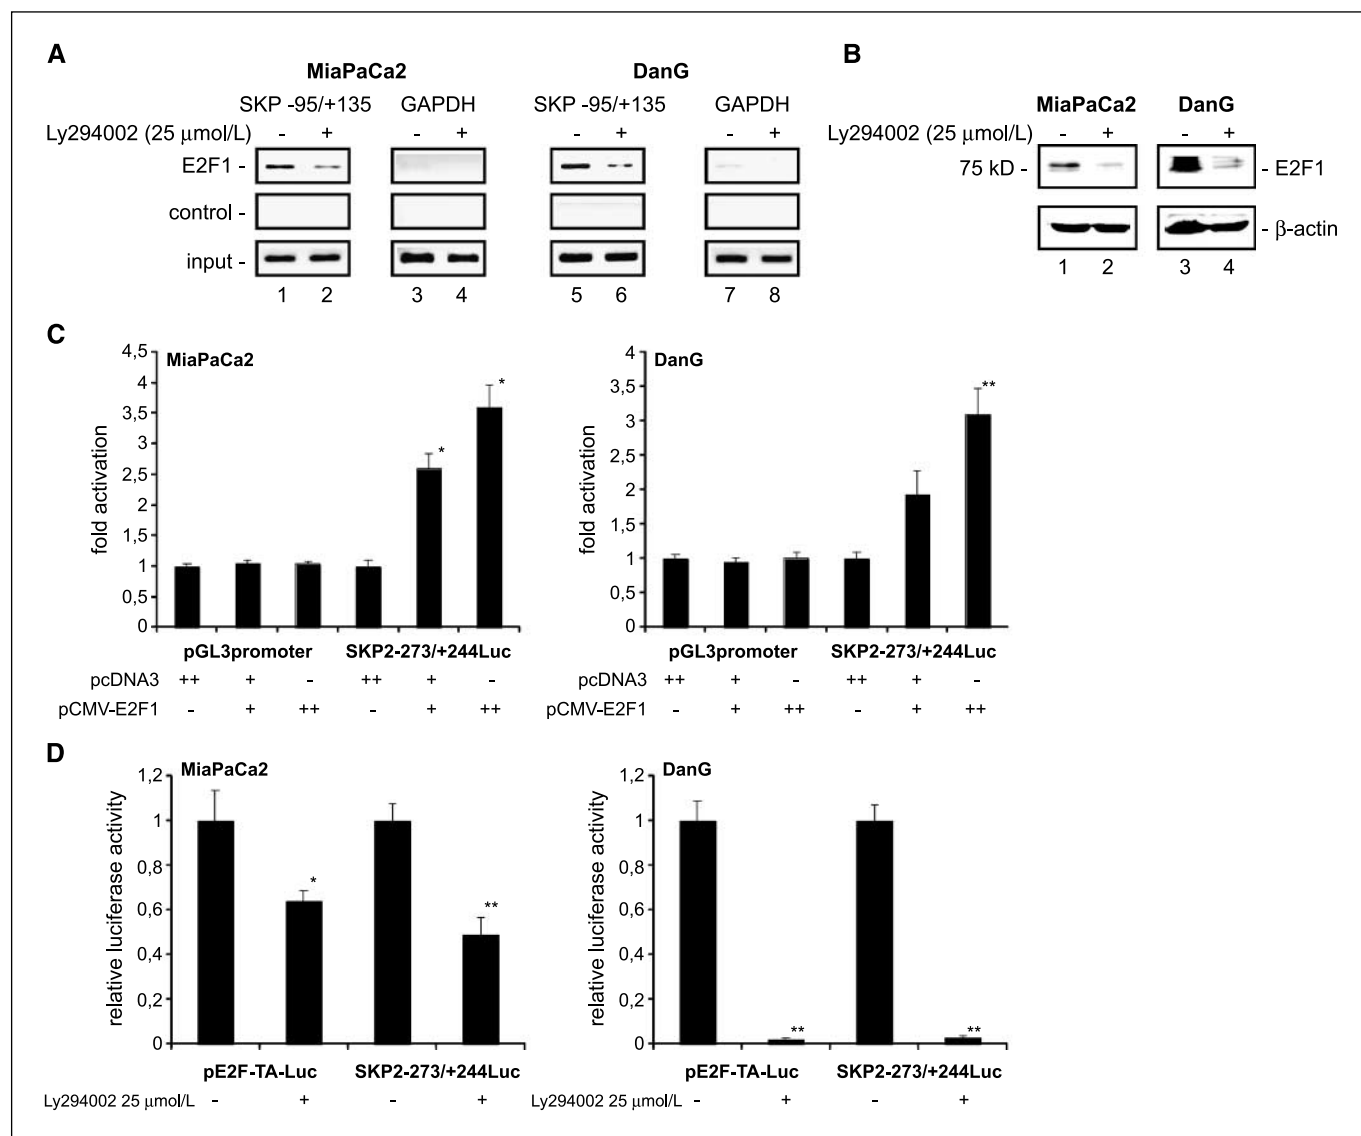 A
MiaPaCa2
DanG
SKP -95/+135
GAPDH
SKP -95/+135
GAPDH
Ly294002 (25 μmol/L)
- + - + - + - +
E2F1 -
control -
input -
1 2 3 4 5 6 7 8
B
MiaPaCa2
DanG
Ly294002 (25 μmol/L)
- + - +
75 kD -
- E2F1
- β-actin
1 2 3 4
C
MiaPaCa2
fold activation
4,5
4
3,5
3
2,5
2
1,5
1
0,5
0
*
*
pGL3promoter
SKP2-273/+244Luc
pcDNA3 ++ + - ++ + -
pCMV-E2F1 - + ++ - + ++
DanG
fold activation
4
3,5
3
2,5
2
1,5
1
0,5
0
**
pGL3promoter
SKP2-273/+244Luc
pcDNA3 ++ + - ++ + -
pCMV-E2F1 - + ++ - + ++
D
MiaPaCa2
relative luciferase activity
1,2
1
0,8
0,6
0,4
0,2
0
*
**
pE2F-TA-Luc
SKP2-273/+244Luc
Ly294002 25 μmol/L - + - +
DanG
relative luciferase activity
1,2
1
0,8
0,6
0,4
0,2
0
**
**
pE2F-TA-Luc
SKP2-273/+244Luc
Ly294002 25 μmol/L - + - +